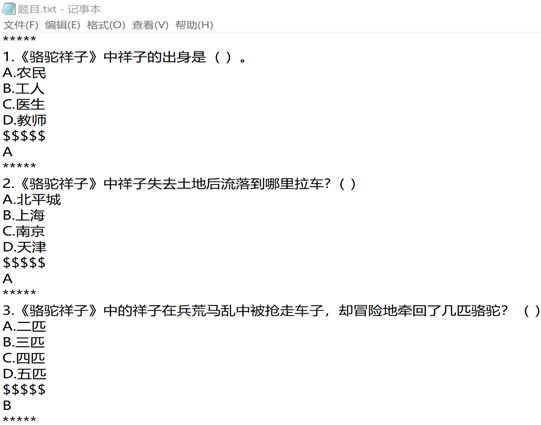 题目.txt - 记事本
文件(F) 编辑(E) 格式(O) 查看(V) 帮助(H)
*****
1.《骆驼祥子》中祥子的出身是（ ）。
A.农民
B.工人
C.医生
D.教师
$$$$$
A
*****
2.《骆驼祥子》中祥子失去土地后流落到哪里拉车?( )
A.北平城
B.上海
C.南京
D.天津
$$$$$
A
*****
3.《骆驼祥子》中的祥子在兵荒马乱中被抢走车子，却冒险地牵回了几匹骆驼？（ ）
A.二匹
B.三匹
C.四匹
D.五匹
$$$$$
B
*****